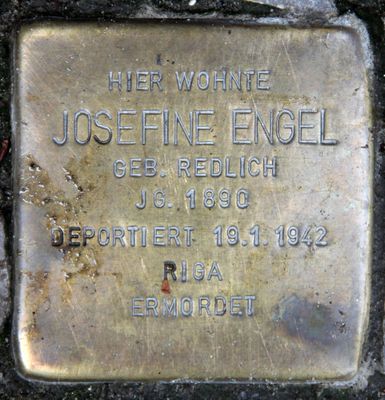 HIER WOHNTE
JOSEFINE ENGEL
GEB. REDLICH
JG. 1890
DEPORTIERT 19.1.1942
RIGA
ERMORDET